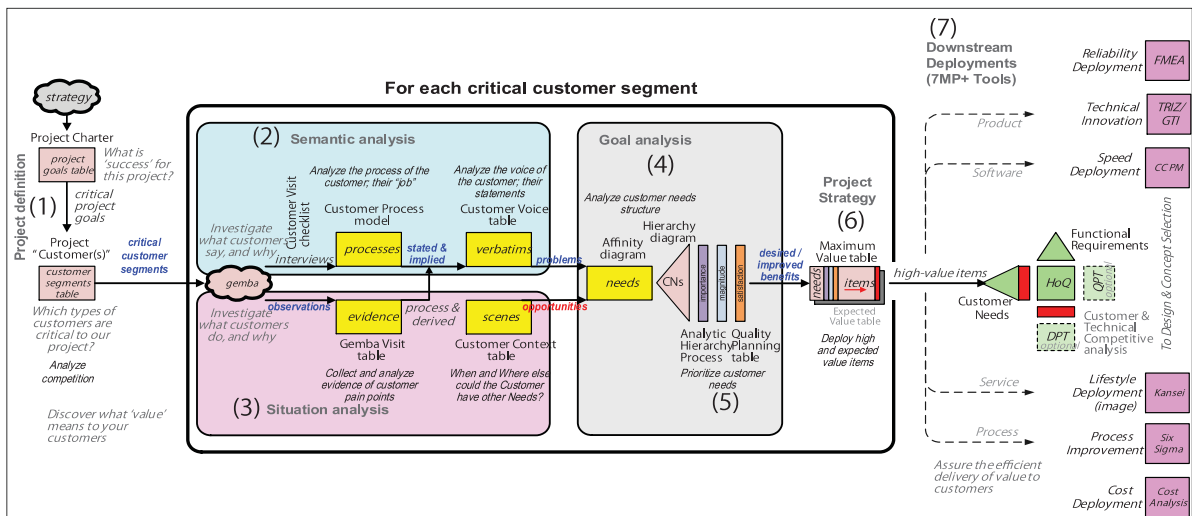 strategy
Project Charter
project
goals table
What is
‘success’ for
this project?
Project definition
(1)
critical
project
goals
Project
“Customer(s)”
customer
segments
table
critical
customer
segments
Which types of
customers are
critical to our
project?
Analyze
competition
Discover what ‘value’
means to your
customers
For each critical customer segment
(2)
Semantic analysis
Analyze the process of the
customer; their “job”
Analyze the voice of
the customer; their
statements
Customer Visit
checklist
Customer Process
model
Customer Voice
table
Investigate
what customers
say, and why
interviews
processes
stated &
implied
verbatims
problems
gemba
observations
Investigate
what customers
do, and why
evidence
process &
derived
scenes
opportunities
Gemba Visit
table
Customer Context
table
Collect and analyze
evidence of customer
pain points
When and Where else
could the Customer
have other Needs?
(3)
Situation analysis
Goal analysis
(4)
Analyze customer needs
structure
Hierarchy
diagram
Affinity
diagram
needs
CNs
importance
magnitude
satisfaction
desired /
improved
benefits
Analytic
Hierarchy
Process
Quality
Planning
table
Prioritize customer
needs
(5)
Project
Strategy
(6)
Maximum
Value table
needs
items
Expected
Value table
Deploy high
and expected
value items
high-value items
(7)
Downstream
Deployments
(7MP+ Tools)
Product
Software
Service
Process
Assure the efficient
delivery of value to
customers
Reliability
Deployment
FMEA
Technical
Innovation
TRIZ/
GTI
Speed
Deployment
CCPM
Functional
Requirements
Customer
Needs
HoQ
QPT
optional
DPT
optional
Customer &
Technical
Competitive
analysis
To Design & Concept Selection
Lifestyle
Deployment
(image)
Kansei
Process
Improvement
Six
Sigma
Cost
Deployment
Cost
Analysis